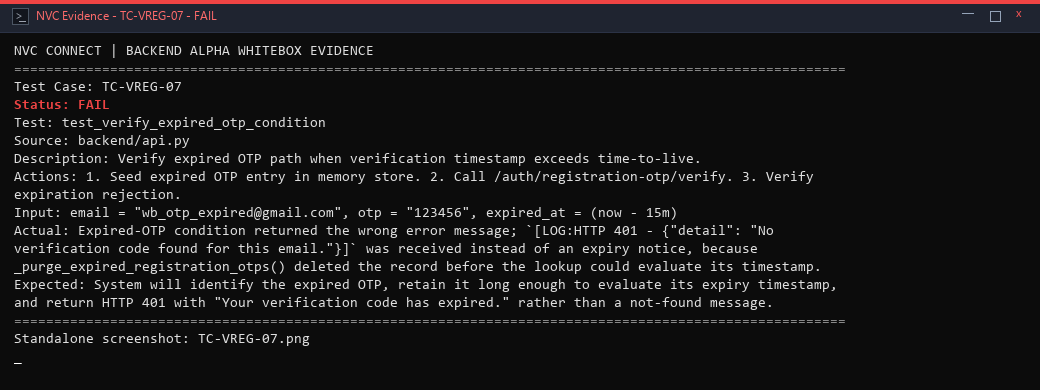 NVC Evidence - TC-VREG-07 - FAIL
NVC CONNECT | BACKEND ALPHA WHITEBOX EVIDENCE
========================================================================================================
Test Case: TC-VREG-07
Status: FAIL
Test: test_verify_expired_otp_condition
Source: backend/api.py
Description: Verify expired OTP path when verification timestamp exceeds time-to-live.
Actions: 1. Seed expired OTP entry in memory store. 2. Call /auth/registration-otp/verify. 3. Verify
expiration rejection.
Input: email = "wb_otp_expired@gmail.com", otp = "123456", expired_at = (now - 15m)
Actual: Expired-OTP condition returned the wrong error message; `[LOG:HTTP 401 - {"detail": "No
verification code found for this email."}]` was received instead of an expiry notice, because
_purge_expired_registration_otps() deleted the record before the lookup could evaluate its timestamp.
Expected: System will identify the expired OTP, retain it long enough to evaluate its expiry timestamp,
and return HTTP 401 with "Your verification code has expired." rather than a not-found message.
========================================================================================================
Standalone screenshot: TC-VREG-07.png
_